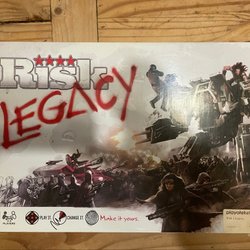 RISK
LEGACY
PLAY IT CHANGE IT Make it yours.